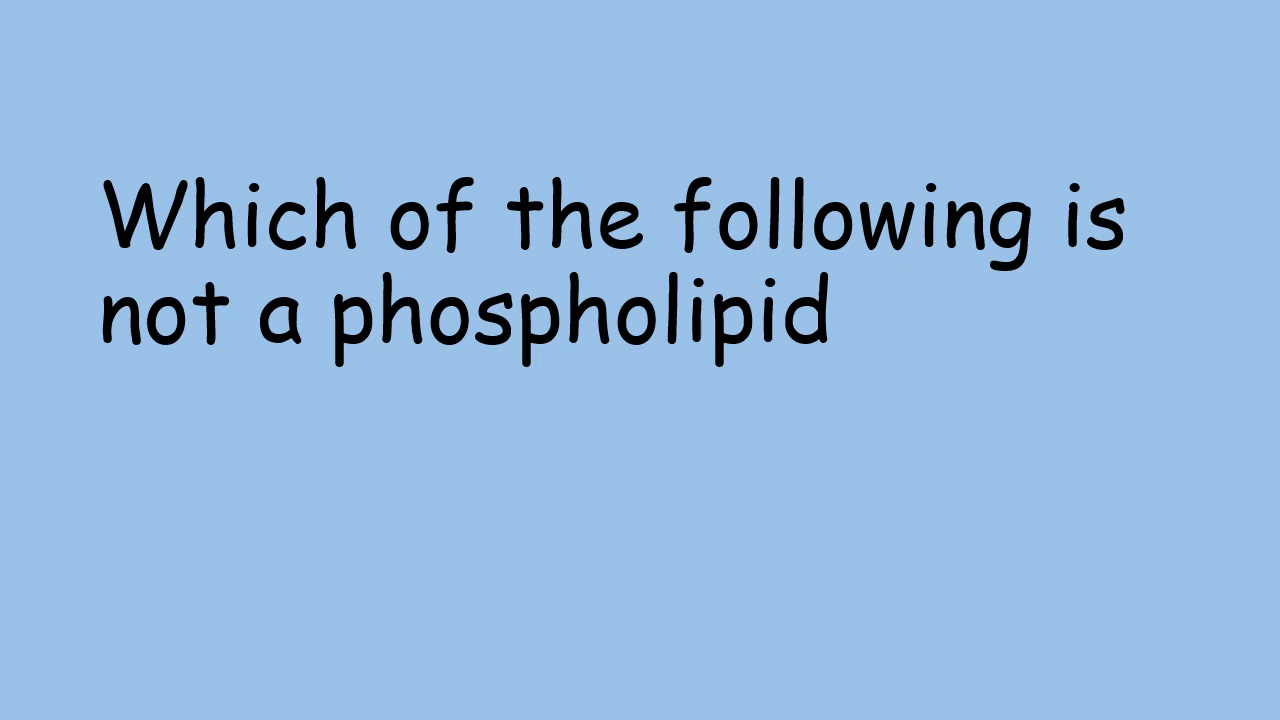 Which of the following is
not a phospholipid